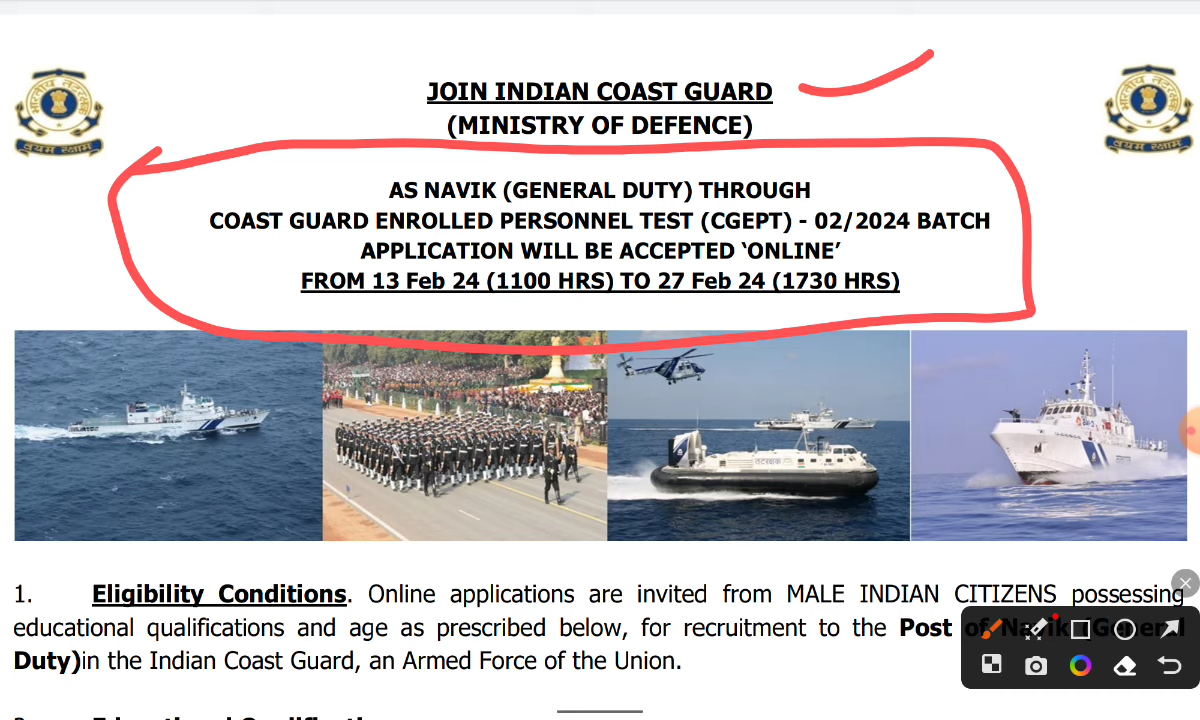 JOIN INDIAN COAST GUARD
(MINISTRY OF DEFENCE)
AS NAVIK (GENERAL DUTY) THROUGH
COAST GUARD ENROLLED PERSONNEL TEST (CGEPT) - 02/2024 BATCH
APPLICATION WILL BE ACCEPTED ‘ONLINE’
FROM 13 Feb 24 (1100 HRS) TO 27 Feb 24 (1730 HRS)
1. Eligibility Conditions. Online applications are invited from MALE INDIAN CITIZENS possessing
educational qualifications and age as prescribed below, for recruitment to the Post of Navik (General
Duty)in the Indian Coast Guard, an Armed Force of the Union.